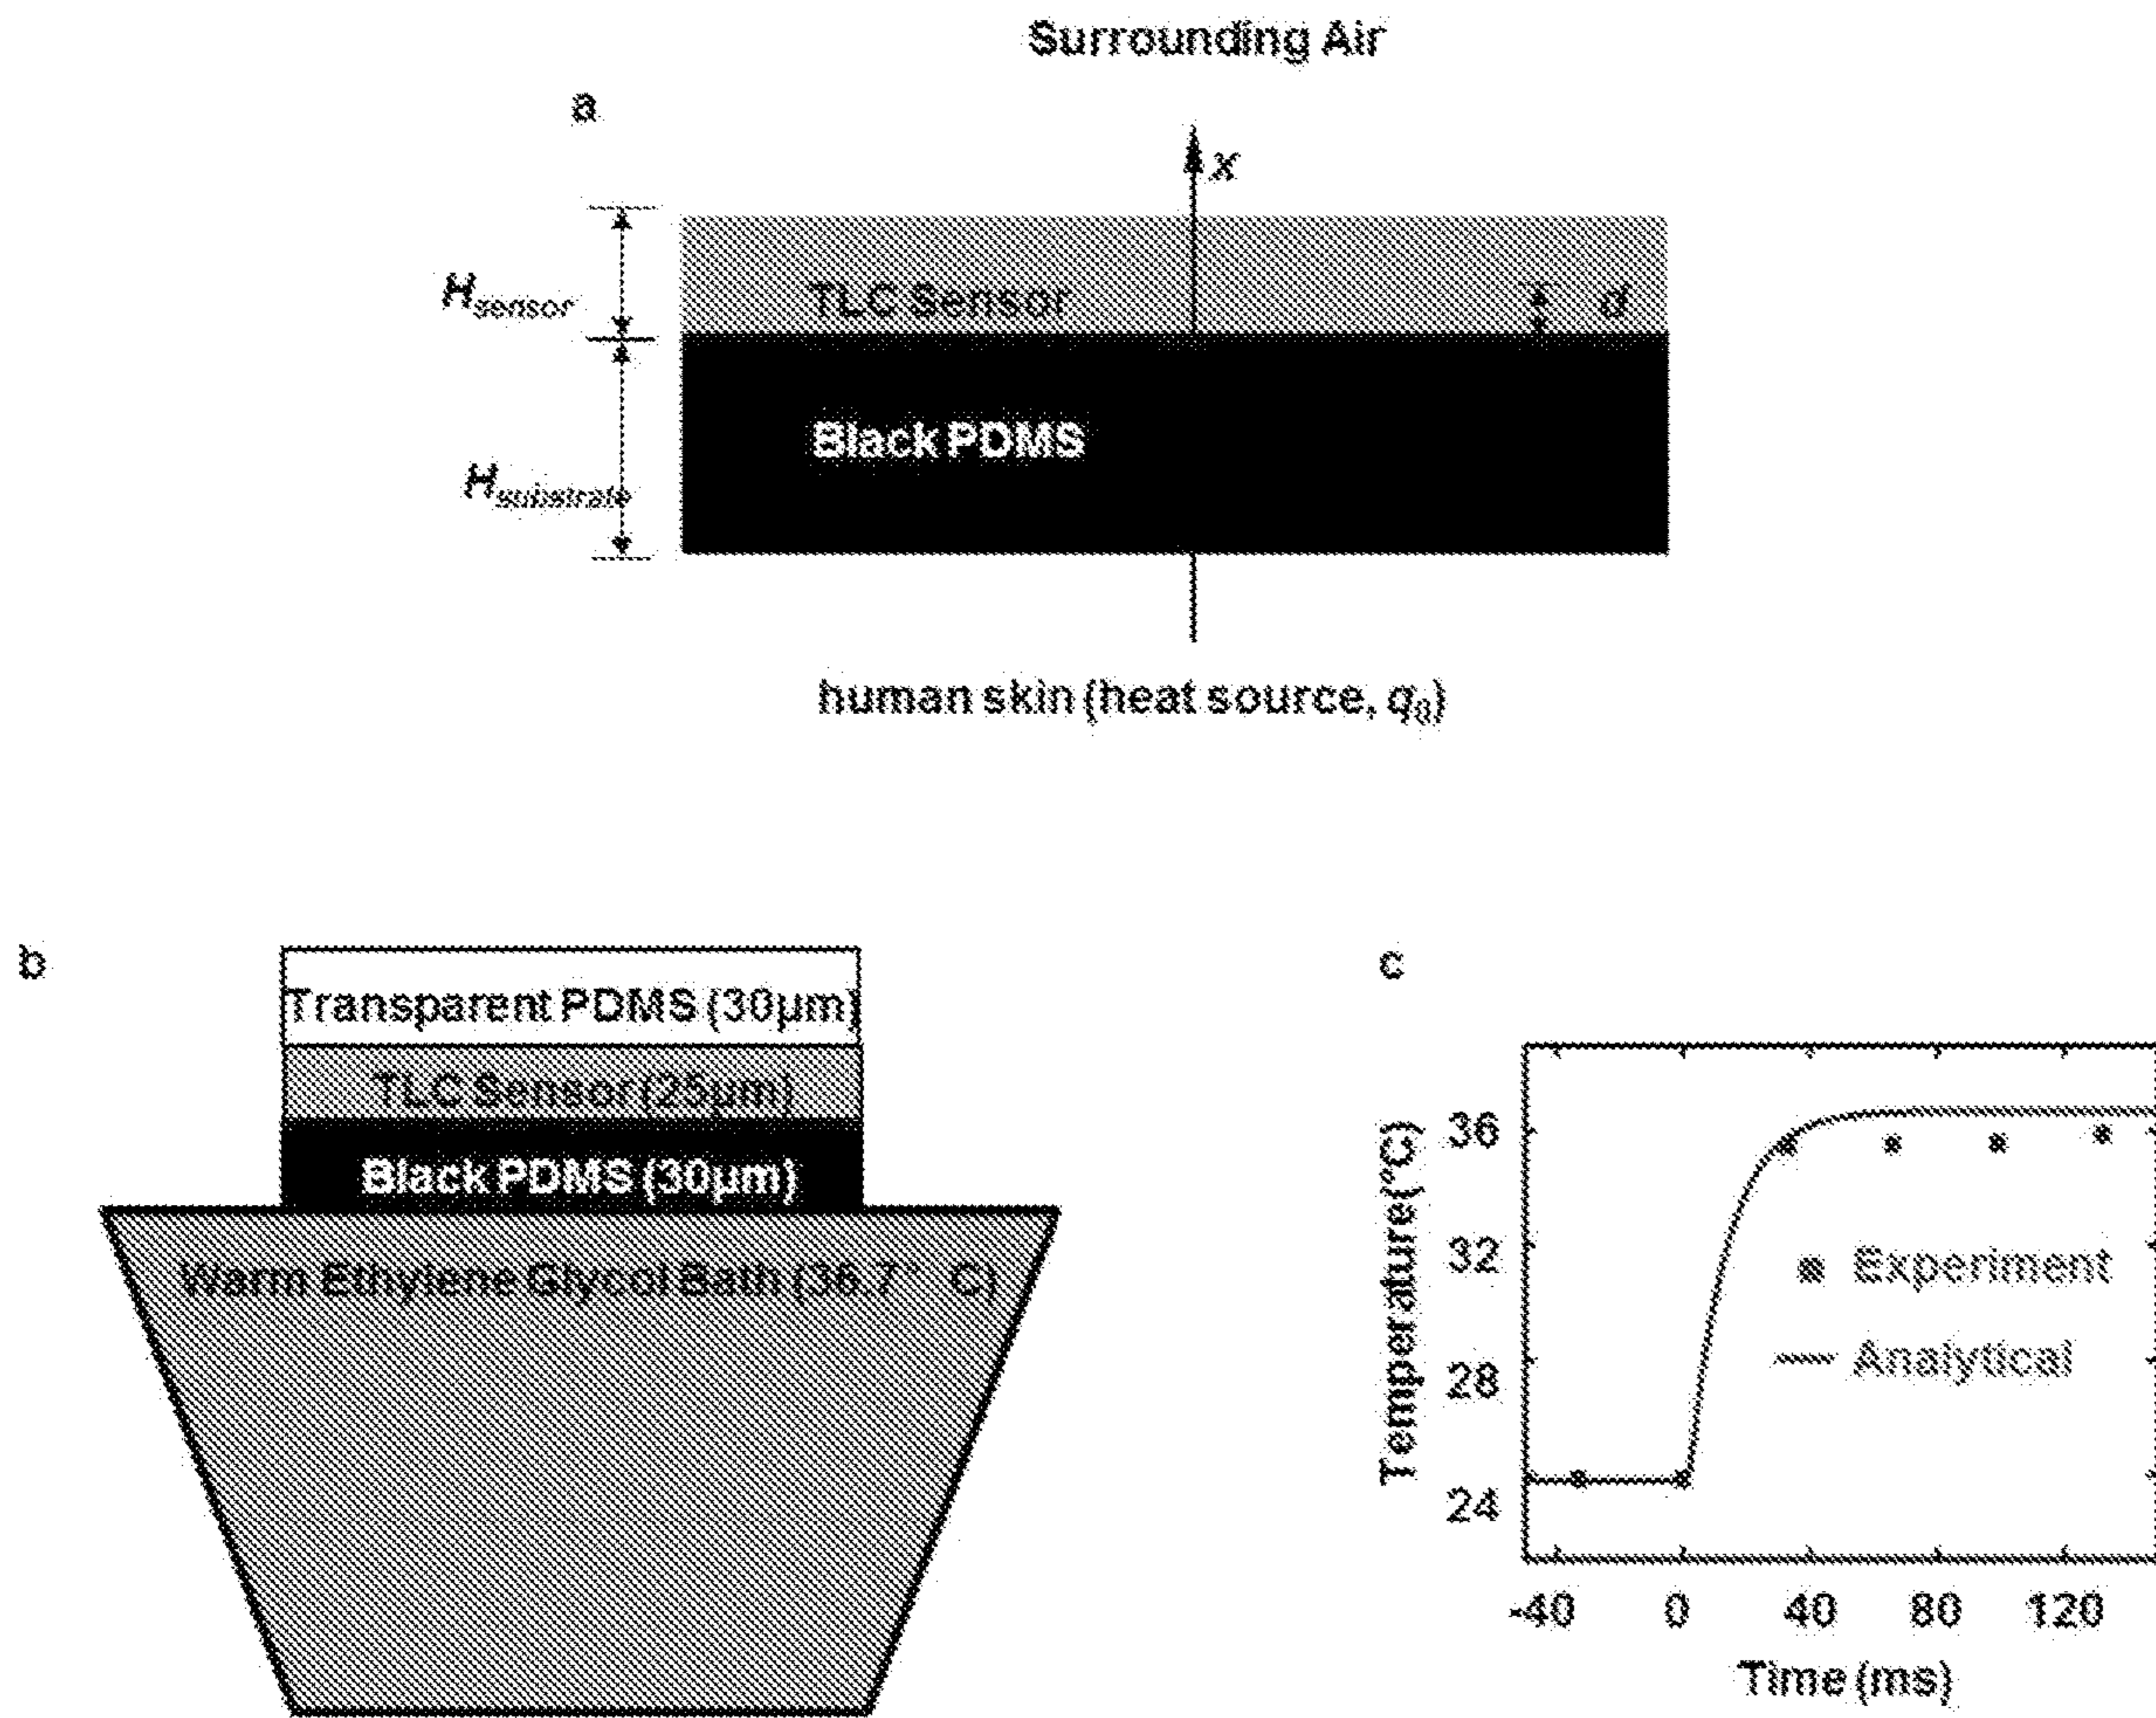 Surrounding Air
a
x
H_sensor
TLC Sensor
d
Black PDMS
H_substrate
human skin (heat source, q₀)
b
Transparent PDMS (30μm)
TLC Sensor (25μm)
Black PDMS (30μm)
Warm Ethylene Glycol Bath (36.7° C)
c
Temperature(°C)
36
32
28
24
Experiment
Analytical
-40 0 40 80 120
Time (ms)